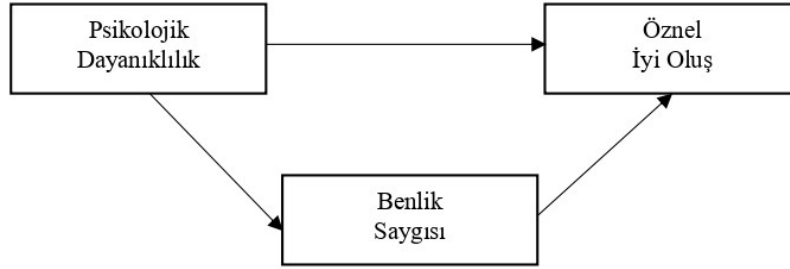 Psikolojik
Dayanıklılık
Öznel
İyi Oluş
Benlik
Saygısı